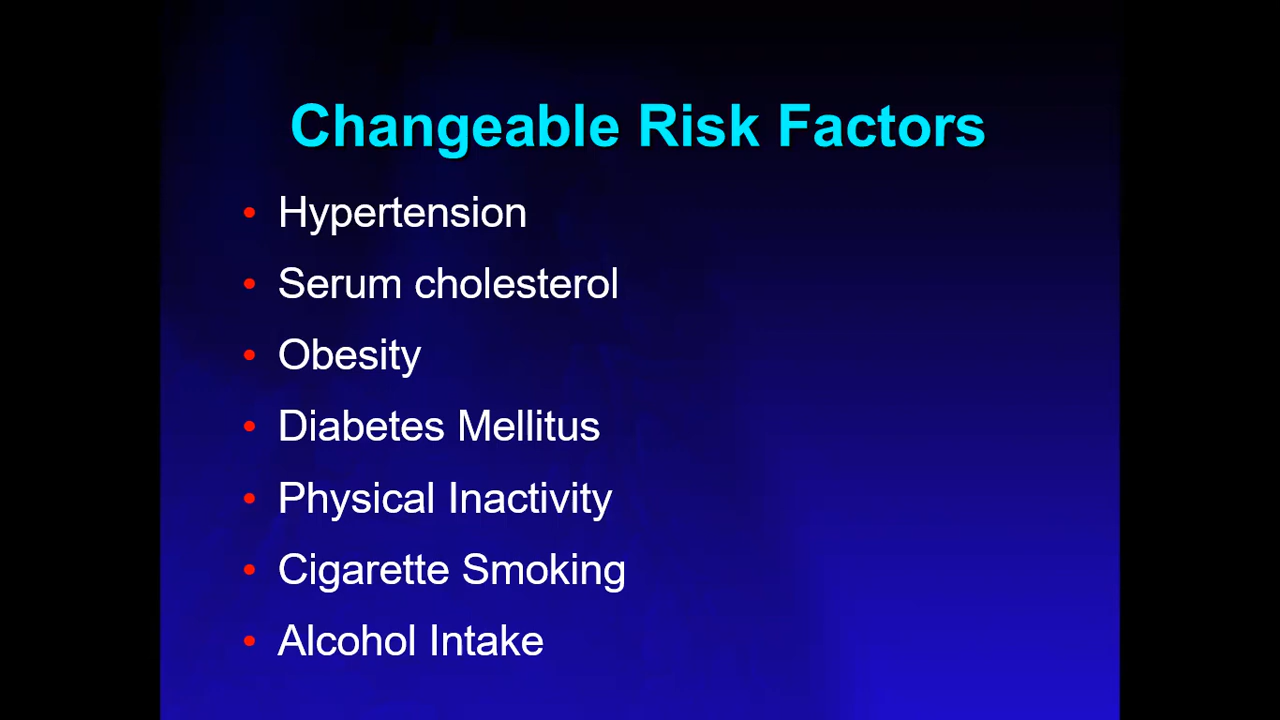 Changeable Risk Factors
• Hypertension
• Serum cholesterol
• Obesity
• Diabetes Mellitus
• Physical Inactivity
• Cigarette Smoking
• Alcohol Intake